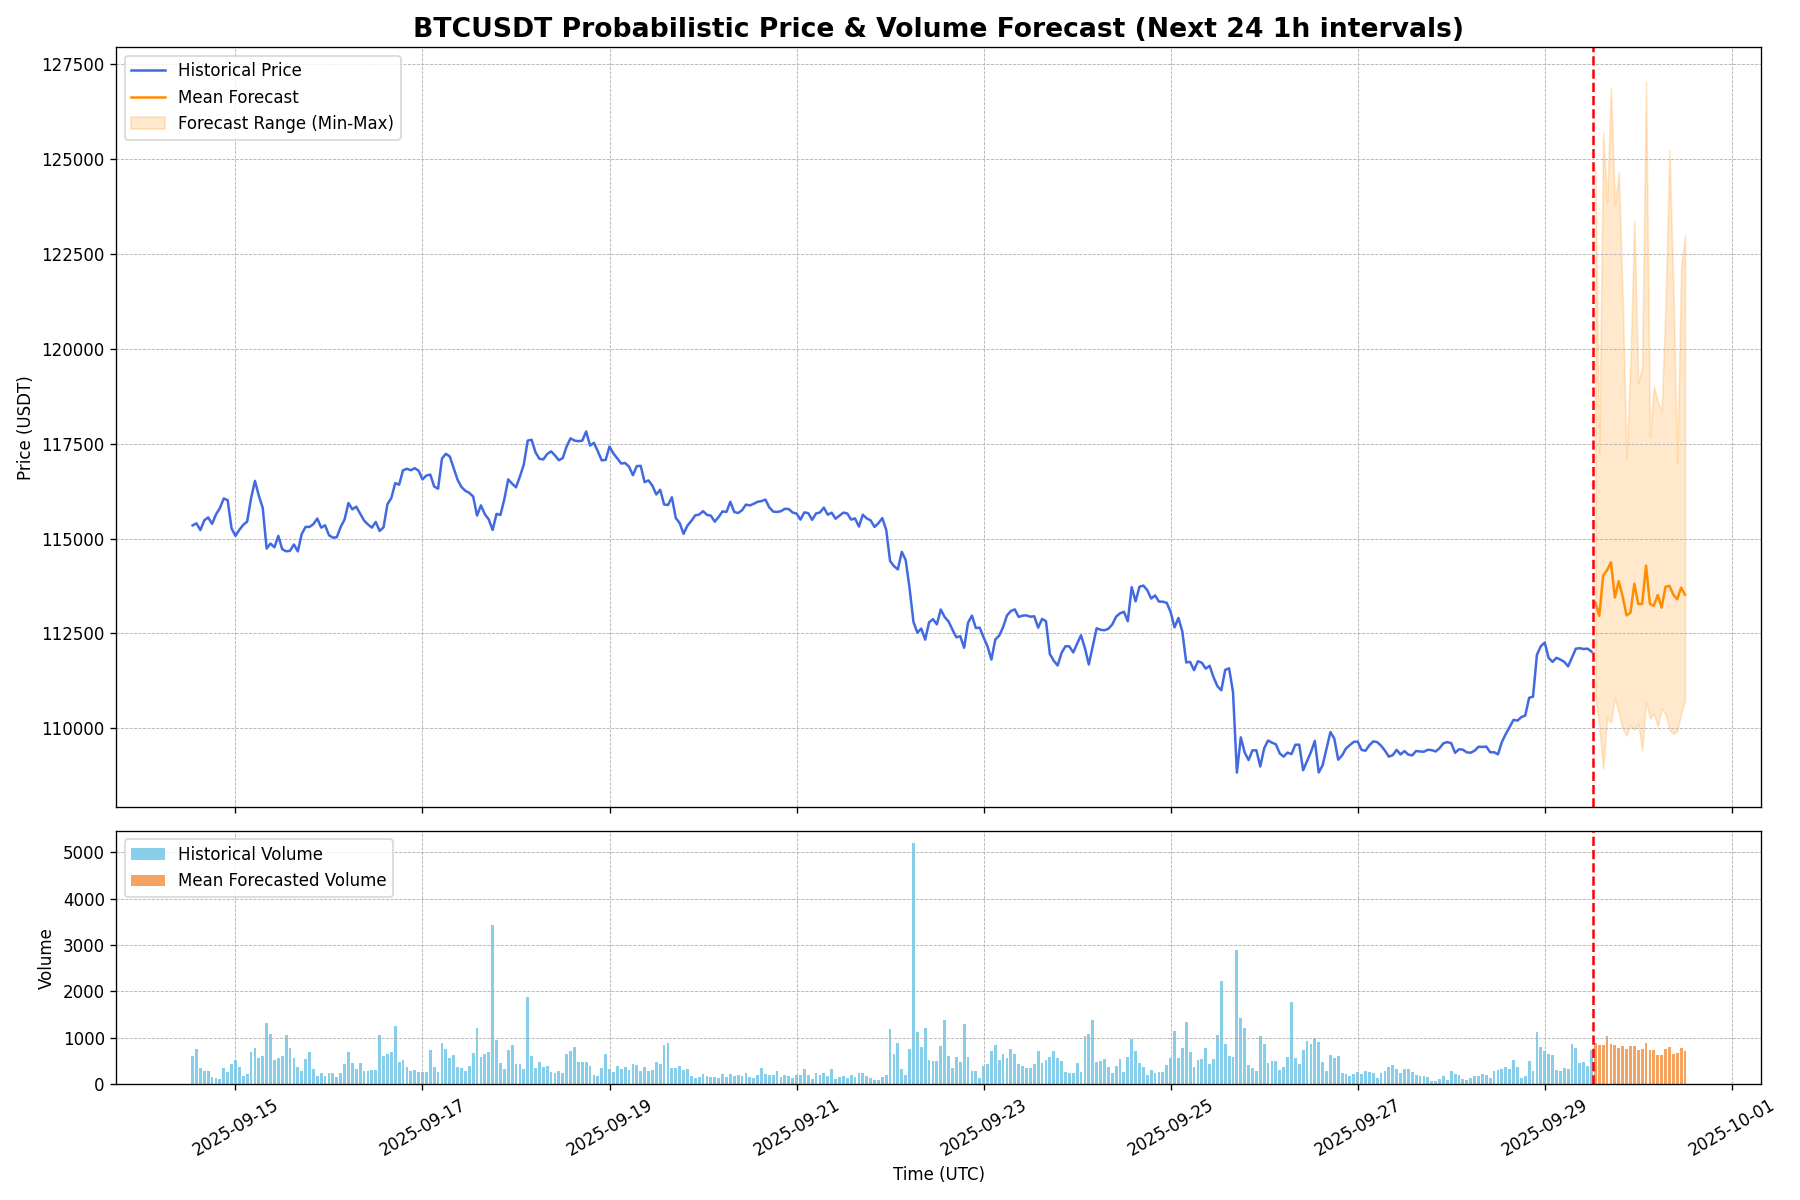 BTCUSDT Probabilistic Price & Volume Forecast (Next 24 1h intervals)
Historical Price
Mean Forecast
Forecast Range (Min-Max)
127500
125000
122500
120000
117500
115000
112500
110000
Price (USDT)
Historical Volume
Mean Forecasted Volume
5000
4000
3000
2000
1000
0
Volume
2025-09-15
2025-09-17
2025-09-19
2025-09-21
2025-09-23
2025-09-25
2025-09-27
2025-09-29
2025-10-01
Time (UTC)